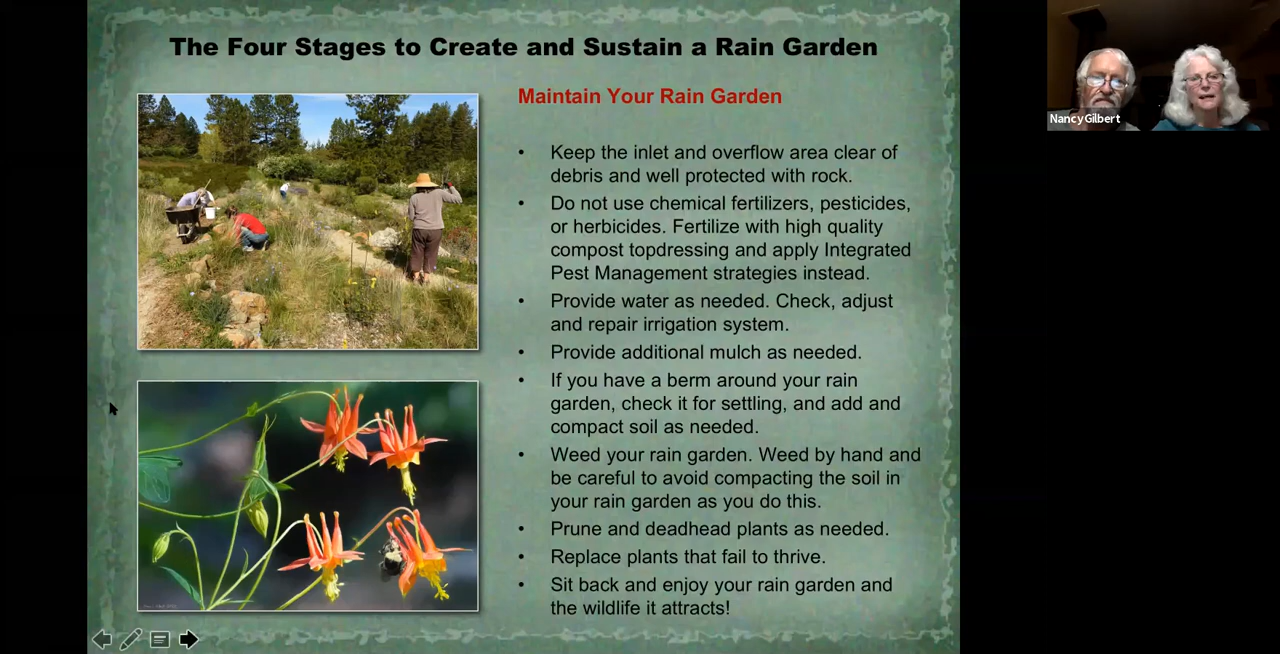 The Four Stages to Create and Sustain a Rain Garden
Maintain Your Rain Garden
• Keep the inlet and overflow area clear of
debris and well protected with rock.
• Do not use chemical fertilizers, pesticides,
or herbicides. Fertilize with high quality
compost topdressing and apply Integrated
Pest Management strategies instead.
• Provide water as needed. Check, adjust
and repair irrigation system.
• Provide additional mulch as needed.
• If you have a berm around your rain
garden, check it for settling, and add and
compact soil as needed.
• Weed your rain garden. Weed by hand and
be careful to avoid compacting the soil in
your rain garden as you do this.
• Prune and deadhead plants as needed.
• Replace plants that fail to thrive.
• Sit back and enjoy your rain garden and
the wildlife it attracts!
NancyGilbert